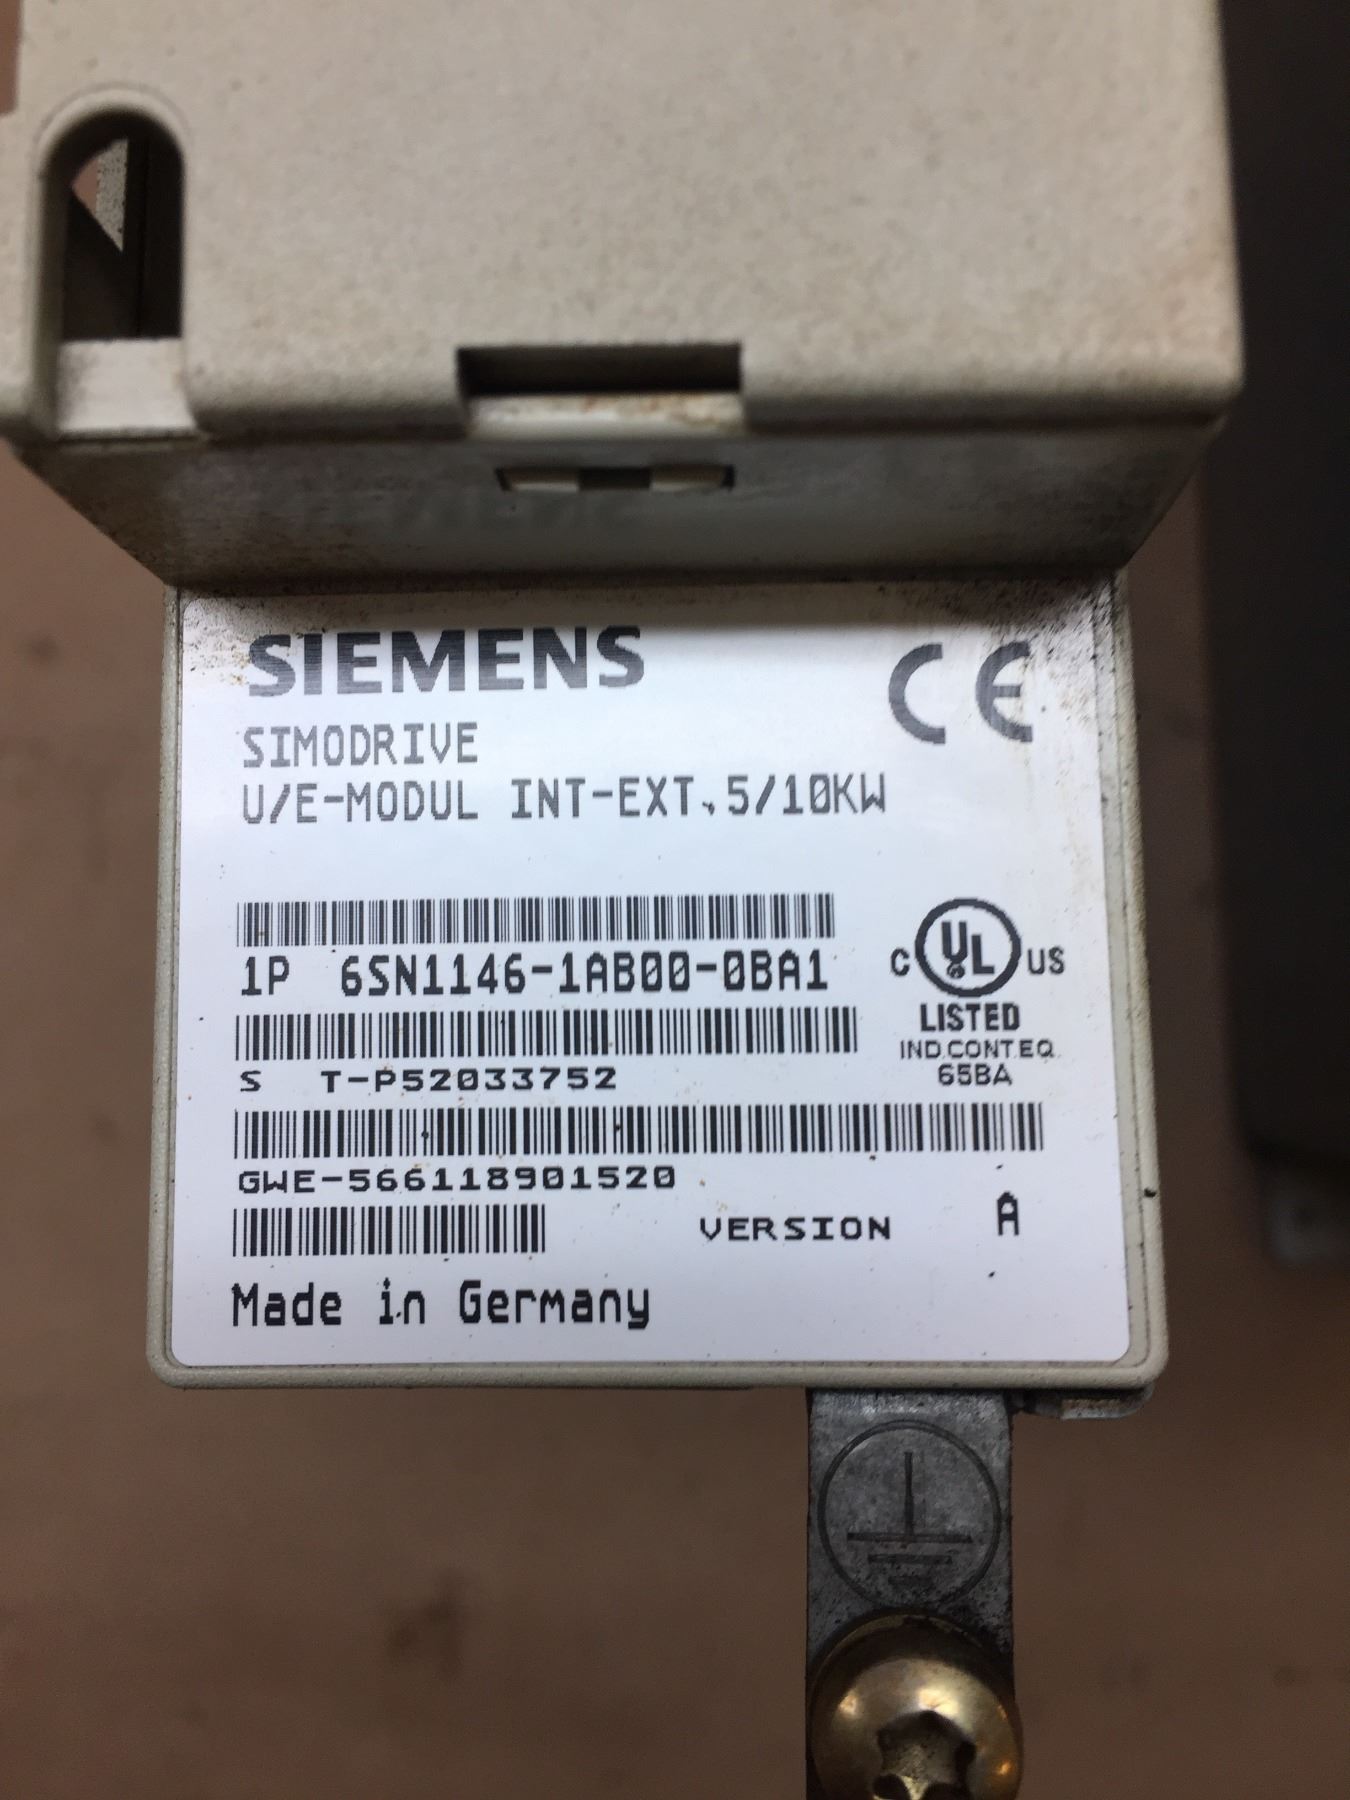 SIEMENS
CE
SIMODRIVE
U/E-MODUL INT-EXT.5/10KW
1P 6SN1146-1AB00-0BA1
C UL US
LISTED
IND.CONT.EQ.
65BA
S T-P52033752
GWE-566118901520
VERSION A
Made in Germany